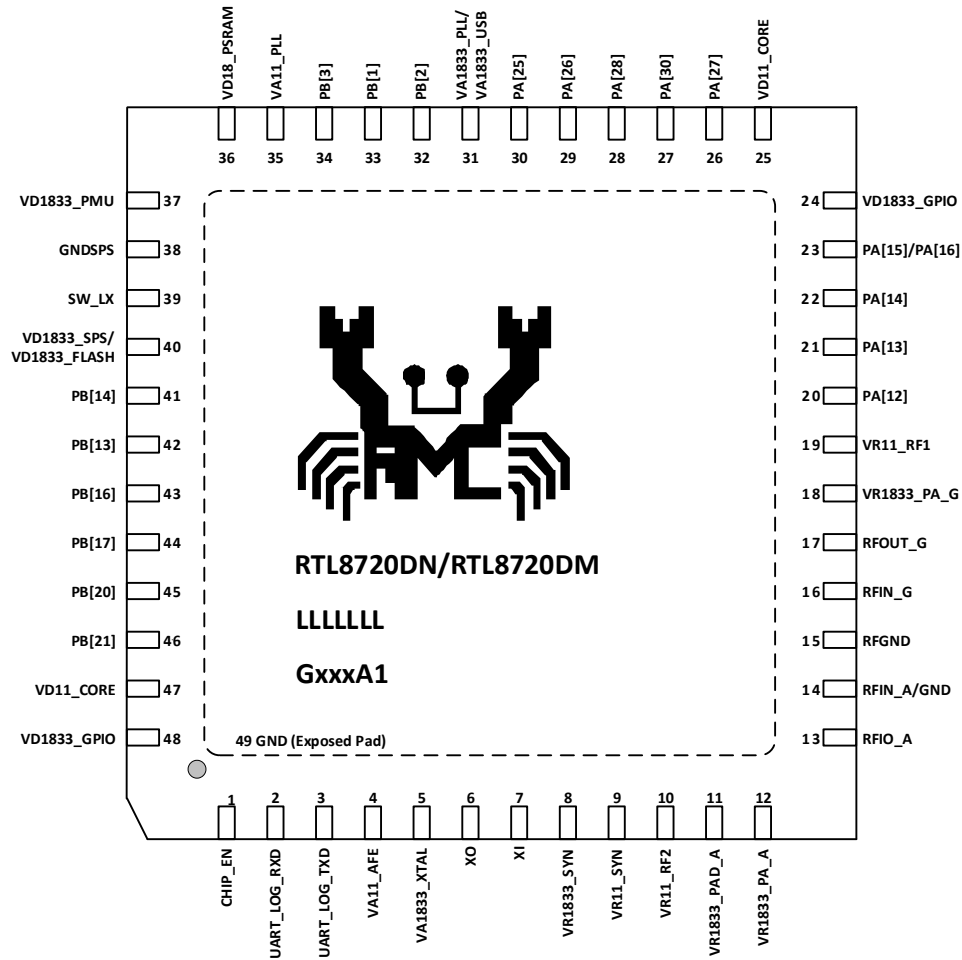 VD18_PSRAM
VA11_PLL
PB[3]
PB[1]
PB[2]
VA1833_PLL/
VA1833_USB
PA[25]
PA[26]
PA[28]
PA[30]
PA[27]
VD11_CORE
36 35 34 33 32 31 30 29 28 27 26 25
VD1833_PMU 37
GNDSPS 38
SW_LX 39
VD1833_SPS/
VD1833_FLASH 40
PB[14] 41
PB[13] 42
PB[16] 43
PB[17] 44
PB[20] 45
PB[21] 46
VD11_CORE 47
VD1833_GPIO 48
24 VD1833_GPIO
23 PA[15]/PA[16]
22 PA[14]
21 PA[13]
20 PA[12]
19 VR11_RF1
18 VR1833_PA_G
17 RFOUT_G
16 RFIN_G
15 RFGND
14 RFIN_A/GND
13 RFIO_A
RTL8720DN/RTL8720DM
LLLLLLL
GxxxA1
49 GND (Exposed Pad)
1 2 3 4 5 6 7 8 9 10 11 12
CHIP_EN
UART_LOG_RXD
UART_LOG_TXD
VA11_AFE
VA1833_XTAL
XO
XI
VR1833_SYN
VR11_SYN
VR11_RF2
VR1833_PAD_A
VR1833_PA_A